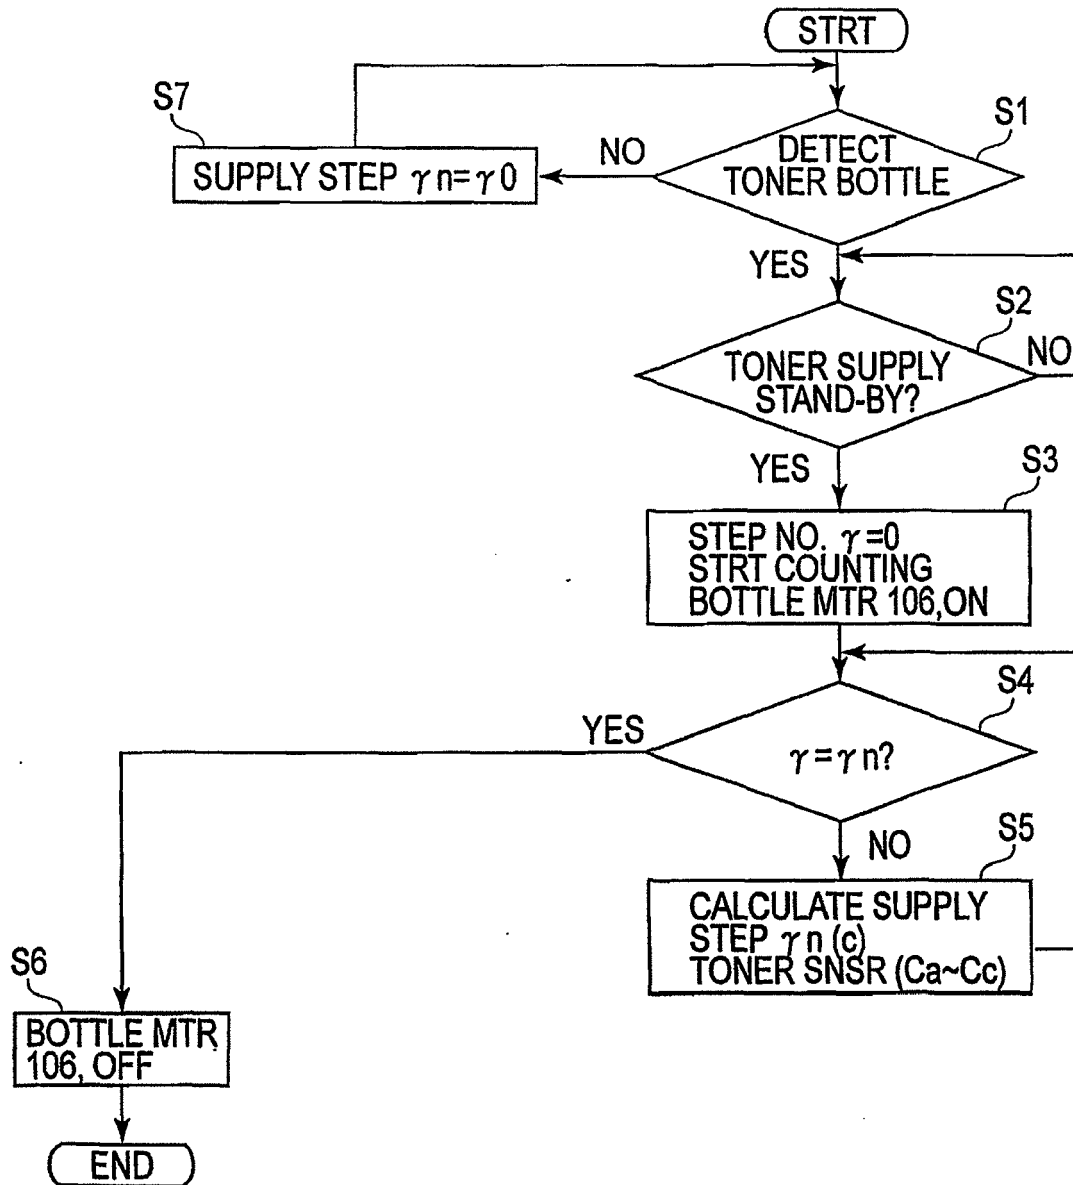 STRT
S7
S1
SUPPLY STEP γn=γ0
NO
DETECT
TONER BOTTLE
YES
S2
TONER SUPPLY
STAND-BY?
NO
YES
S3
STEP NO. γ=0
STRT COUNTING
BOTTLE MTR 106,ON
S4
YES
γ=γn?
NO
S5
CALCULATE SUPPLY
STEP γn (c)
TONER SNSR (Ca~Cc)
S6
BOTTLE MTR
106, OFF
END